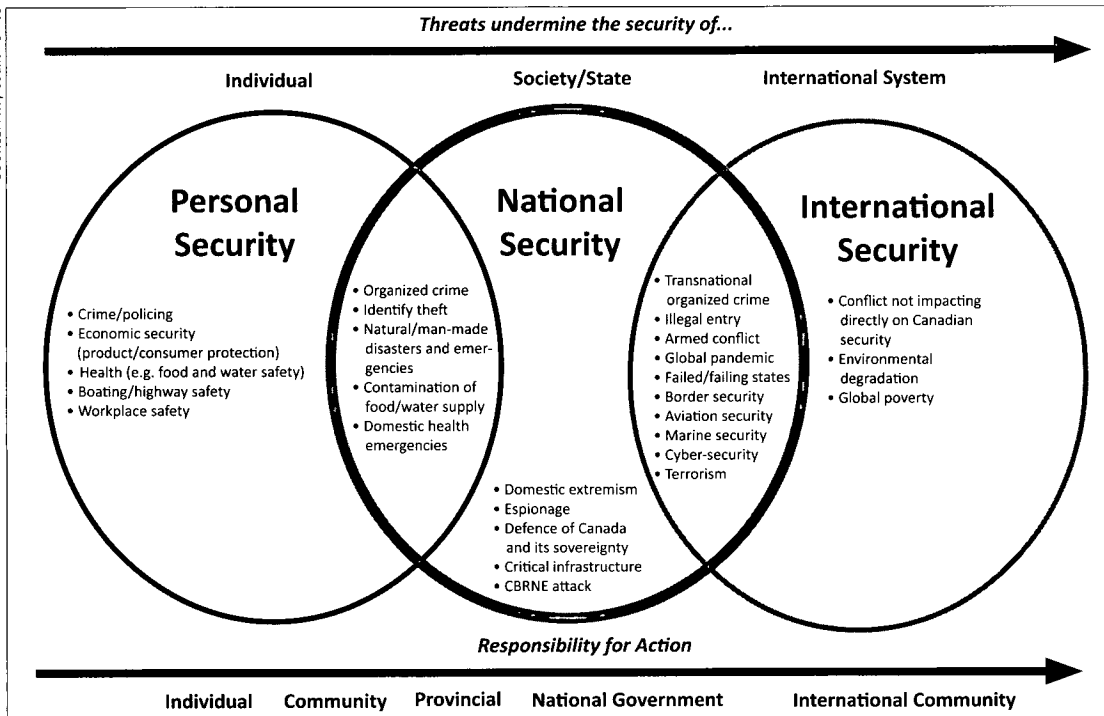 Threats undermine the security of...
Individual
Society/State
International System
Personal
Security
• Crime/policing
• Economic security
(product/consumer protection)
• Health (e.g. food and water safety)
• Boating/highway safety
• Workplace safety
• Organized crime
• Identify theft
• Natural/man-made
disasters and emer-
gencies
• Contamination of
food/water supply
• Domestic health
emergencies
National
Security
• Domestic extremism
• Espionage
• Defence of Canada
and its sovereignty
• Critical infrastructure
• CBRNE attack
• Transnational
organized crime
• Illegal entry
• Armed conflict
• Global pandemic
• Failed/failing states
• Border security
• Aviation security
• Marine security
• Cyber-security
• Terrorism
International
Security
• Conflict not impacting
directly on Canadian
security
• Environmental
degradation
• Global poverty
Responsibility for Action
Individual
Community
Provincial
National Government
International Community